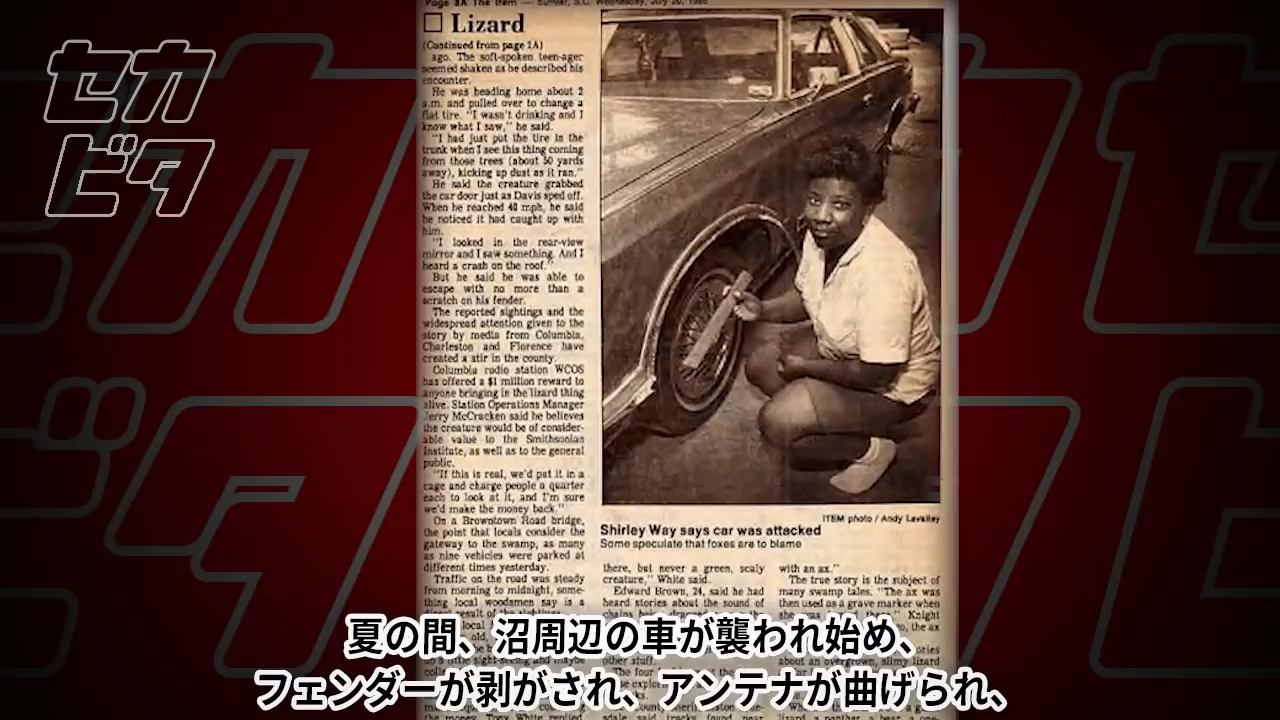 セカ
ビタ
Page 8A The Item — Sumter, S.C. Wednesday, July 20, 1988
□ Lizard
(Continued from page 1A)
ago. The soft-spoken teen-ager
seemed shaken as he described his
encounter.
He was heading home about 2
a.m. and pulled over to change a
flat tire. "I wasn't drinking and I
know what I saw," he said.
"I had just put the tire in the
trunk when I see this thing coming
from those trees (about 50 yards
away), kicking up dust as it ran."
He said the creature grabbed
the car door just as Davis sped off.
When he reached 40 mph, he said
he noticed it had caught up with
him.
"I looked in the rear-view
mirror and I saw something. And I
heard a crash on the roof."
But he said he was able to
escape with no more than a
scratch on his fender.
The reported sightings and the
widespread attention given to the
story by media from Columbia,
Charleston and Florence have
created a stir in the county.
Columbia radio station WCOS
has offered a $1 million reward to
anyone bringing in the lizard thing
alive. Station Operations Manager
Jerry McCracken said he believes
the creature would be of consider-
able value to the Smithsonian
Institute, as well as to the general
public.
"If this is real, we'd put it in a
cage and charge people a quarter
each to look at it, and I'm sure
we'd make the money back."
On a Browntown Road bridge,
the point that locals consider the
gateway to the swamp, as many
as nine vehicles were parked at
different times yesterday.
Traffic on the road was steady
from morning to midnight, some-
thing local woodsmen say is a
result of
ITEM photo / Andy Lavalley
Shirley Way says car was attacked
Some speculate that foxes are to blame
there, but never a green, scaly
creature," White said.
Edward Brown, 24, said he had
heard stories about the sound of
other stuff.
The four
with an ax."
The true story is the subject of
many swamp tales. "The ax was
then used as a grave marker when
Knight
the ax
about an overgrown, slimy lizard
夏の間、沼周辺の車が襲われ始め、
フェンダーが剥がされ、アンテナが曲げられ、